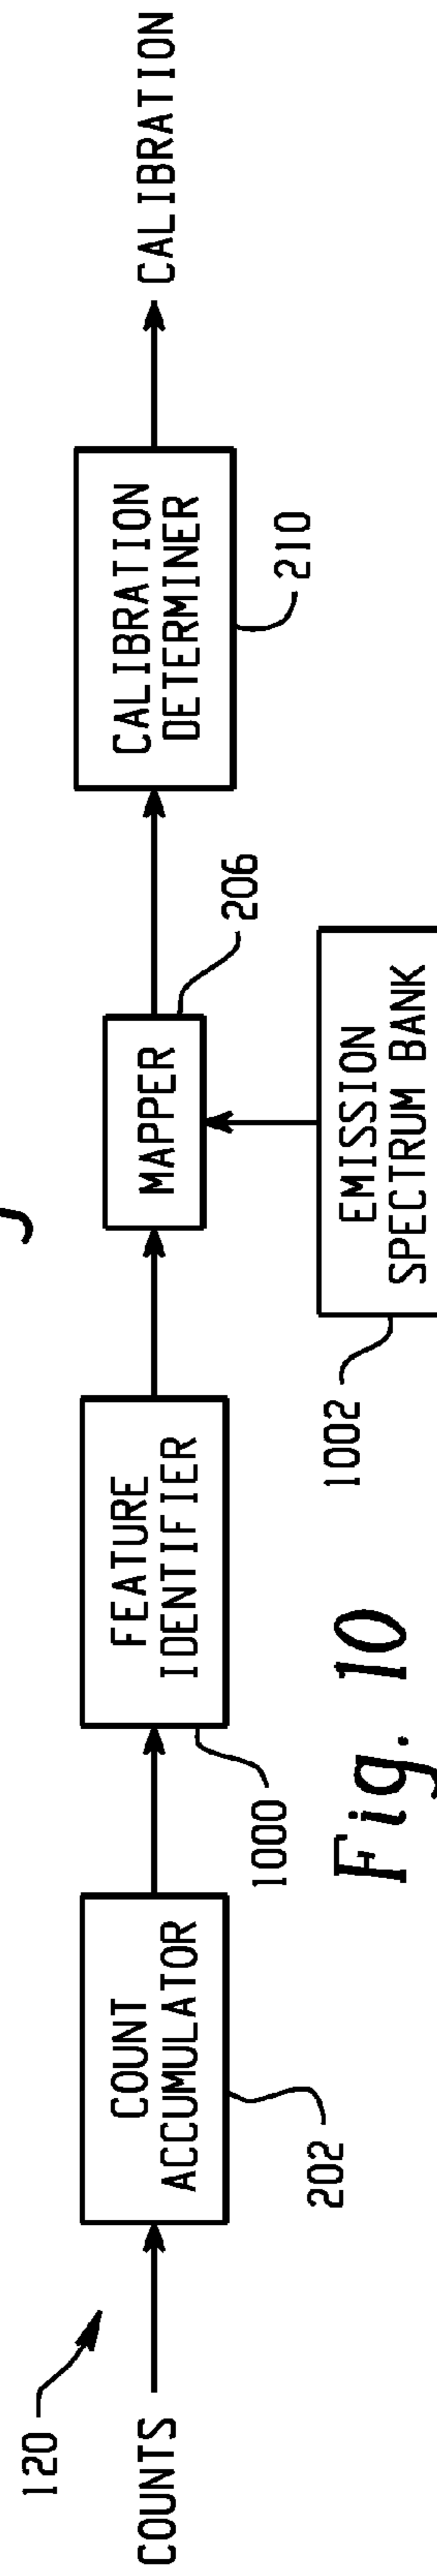 120
COUNTS
COUNT
ACCUMULATOR
202
FEATURE
IDENTIFIER
1000
MAPPER
206
EMISSION
SPECTRUM BANK
1002
CALIBRATION
DETERMINER
210
CALIBRATION
Fig. 10